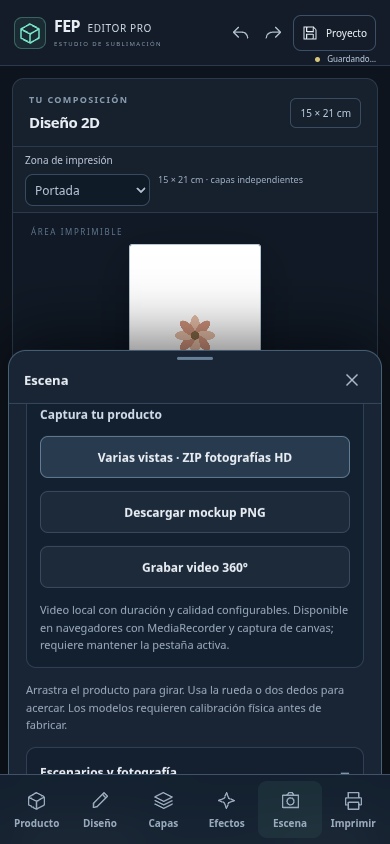 FEP EDITOR PRO
ESTUDIO DE SUBLIMACIÓN
Proyecto
Guardando...
TU COMPOSICIÓN
Diseño 2D
15 × 21 cm
Zona de impresión
Portada
15 × 21 cm · capas independientes
ÁREA IMPRIMIBLE
Escena
Captura tu producto
Varias vistas · ZIP fotografías HD
Descargar mockup PNG
Grabar video 360°
Video local con duración y calidad configurables. Disponible
en navegadores con MediaRecorder y captura de canvas;
requiere mantener la pestaña activa.
Arrastra el producto para girar. Usa la rueda o dos dedos para
acercar. Los modelos requieren calibración física antes de
fabricar.
Escenarios y fotografía
Producto
Diseño
Capas
Efectos
Escena
Imprimir